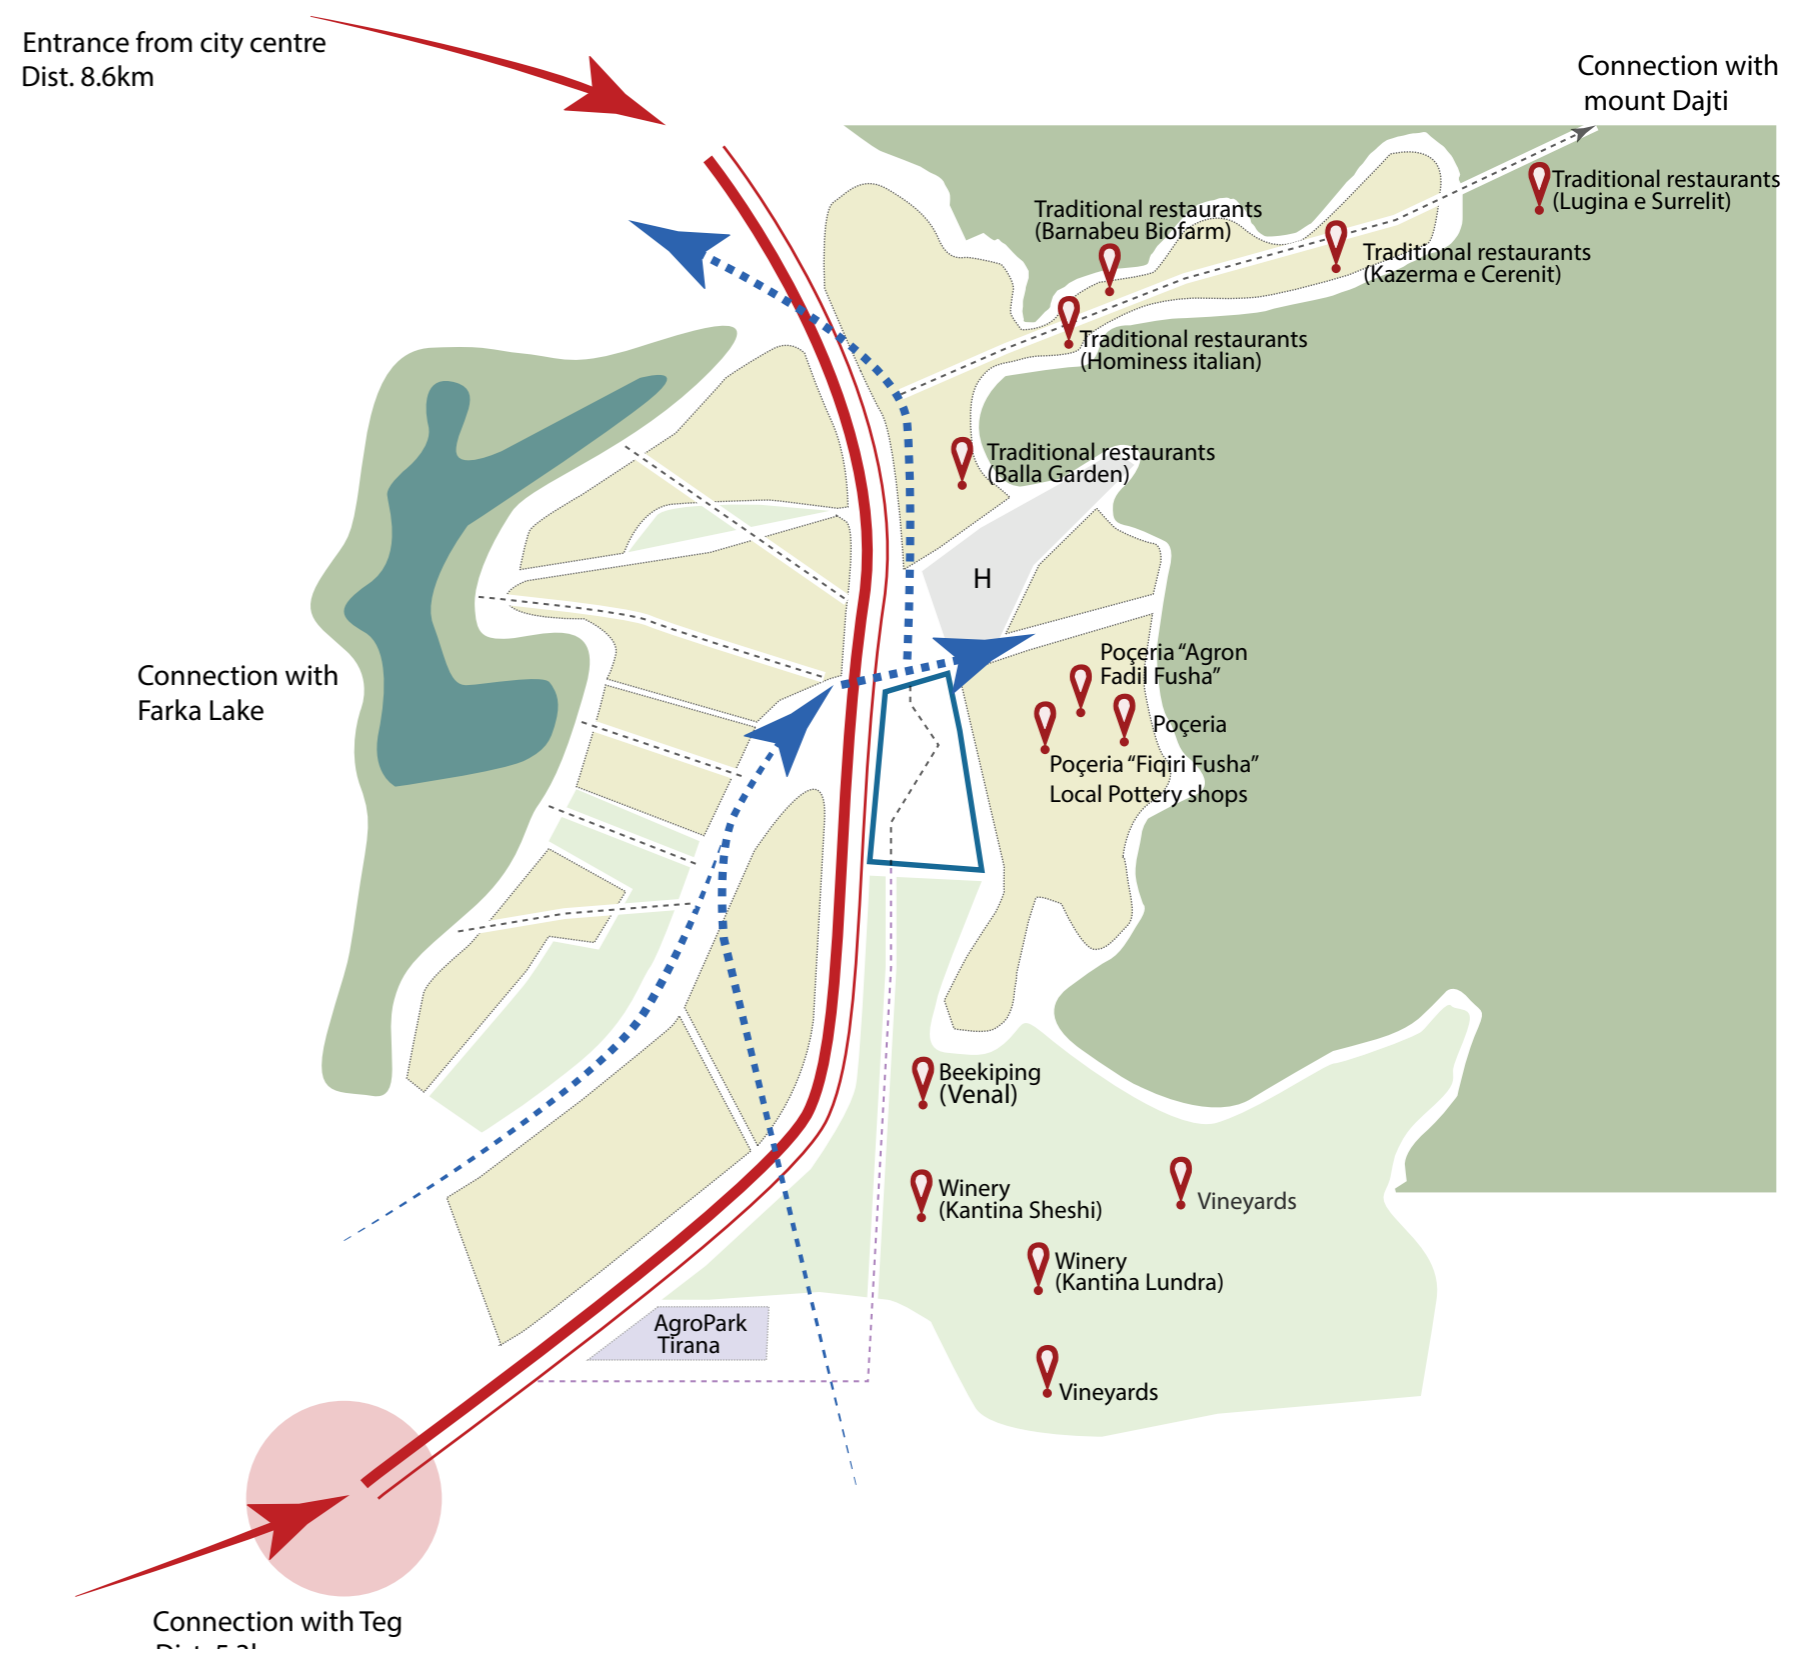 Entrance from city centre
Dist. 8.6km
Connection with
mount Dajti
Traditional restaurants
(Lugina e Surrelit)
Traditional restaurants
(Barnabeu Biofarm)
Traditional restaurants
(Kazerma e Cerenit)
Traditional restaurants
(Hominess italian)
Traditional restaurants
(Balla Garden)
H
Connection with
Farka Lake
Poçeria “Agron
Fadil Fusha”
Poçeria
Poçeria “Fiqiri Fusha”
Local Pottery shops
Beekiping
(Venal)
Winery
(Kantina Sheshi)
Vineyards
Winery
(Kantina Lundra)
AgroPark
Tirana
Vineyards
Connection with Teg